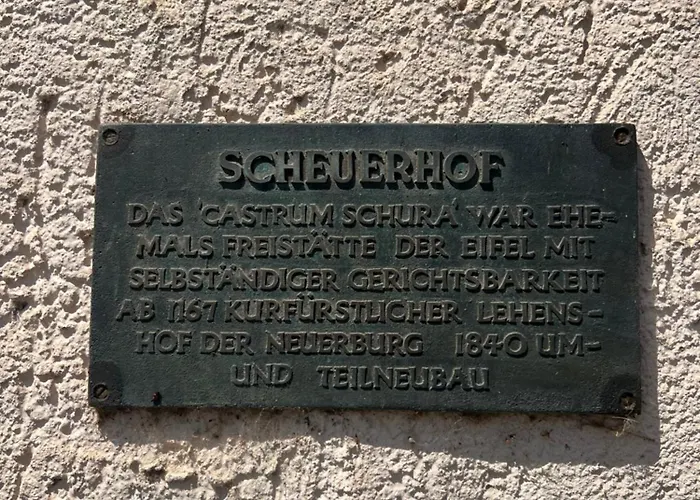 SCHEUERHOF
DAS 'CASTRUM SCHURA' WAR EHE-
MALS FREISTÄTTE DER EIFEL MIT
SELBSTÄNDIGER GERICHTSBARKEIT
AB 1167 KURFÜRSTLICHER LEHENS-
HOF DER NEUERBURG 1840 UM-
UND TEILNEUBAU